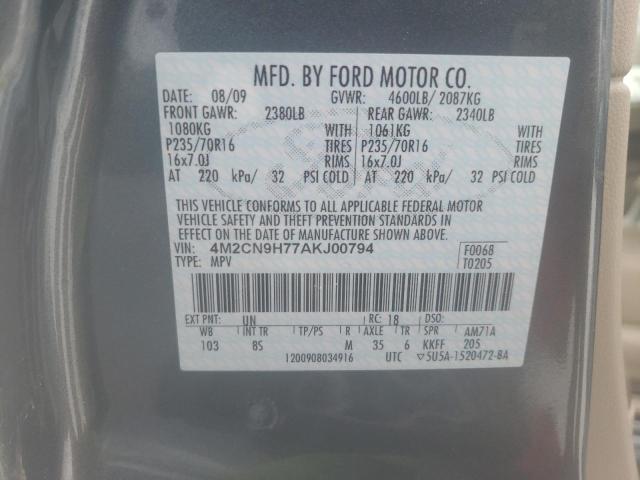 MFD. BY FORD MOTOR CO.
DATE: 08/09 GVWR: 4600LB/ 2087KG
FRONT GAWR: 2380LB REAR GAWR: 2340LB
1080KG WITH 1061KG WITH
P235/70R16 TIRES P235/70R16 TIRES
16x7.0J RIMS 16x7.0J RIMS
AT 220 kPa/ 32 PSI COLD AT 220 kPa/ 32 PSI COLD
THIS VEHICLE CONFORMS TO ALL APPLICABLE FEDERAL MOTOR
VEHICLE SAFETY AND THEFT PREVENTION STANDARDS IN
EFFECT ON THE DATE OF MANUFACTURE SHOWN ABOVE.
VIN: 4M2CN9H77AKJ00794 F0068
TYPE: MPV T0205
EXT PNT: UN RC: 18 DSO:
WB INT TR TP/PS R AXLE TR SPR AM71A
103 8S M 35 6 KKFF 205
1200908034916 UTC ▽5U5A-1520472-BA